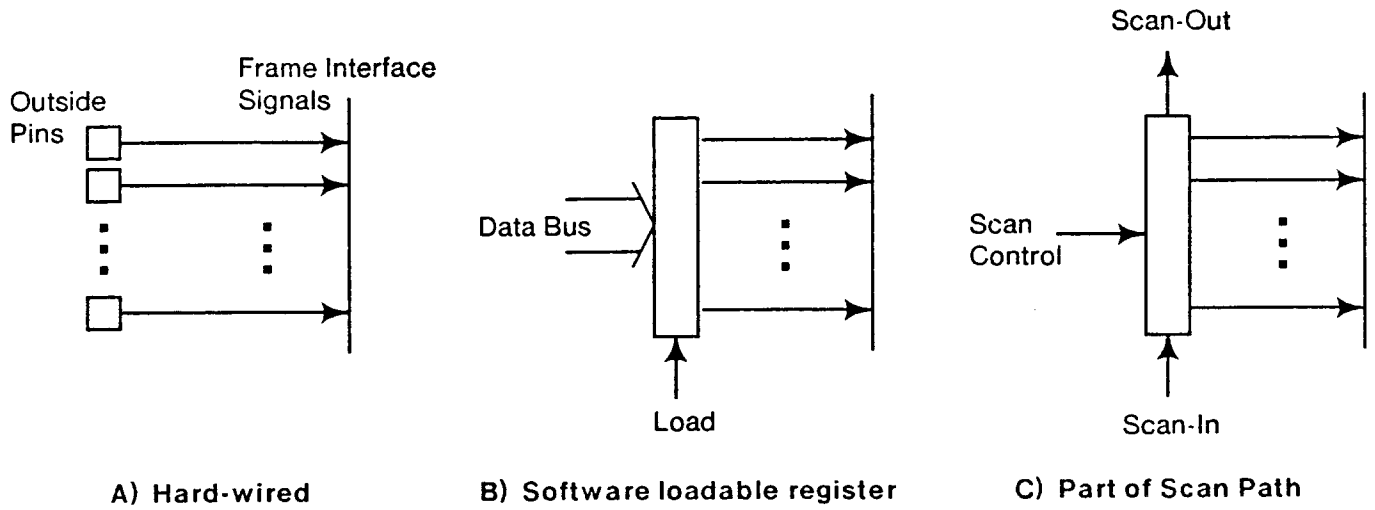 Outside
Pins
Frame Interface
Signals
A) Hard-wired
Data Bus
Load
B) Software loadable register
Scan-Out
Scan
Control
Scan-In
C) Part of Scan Path